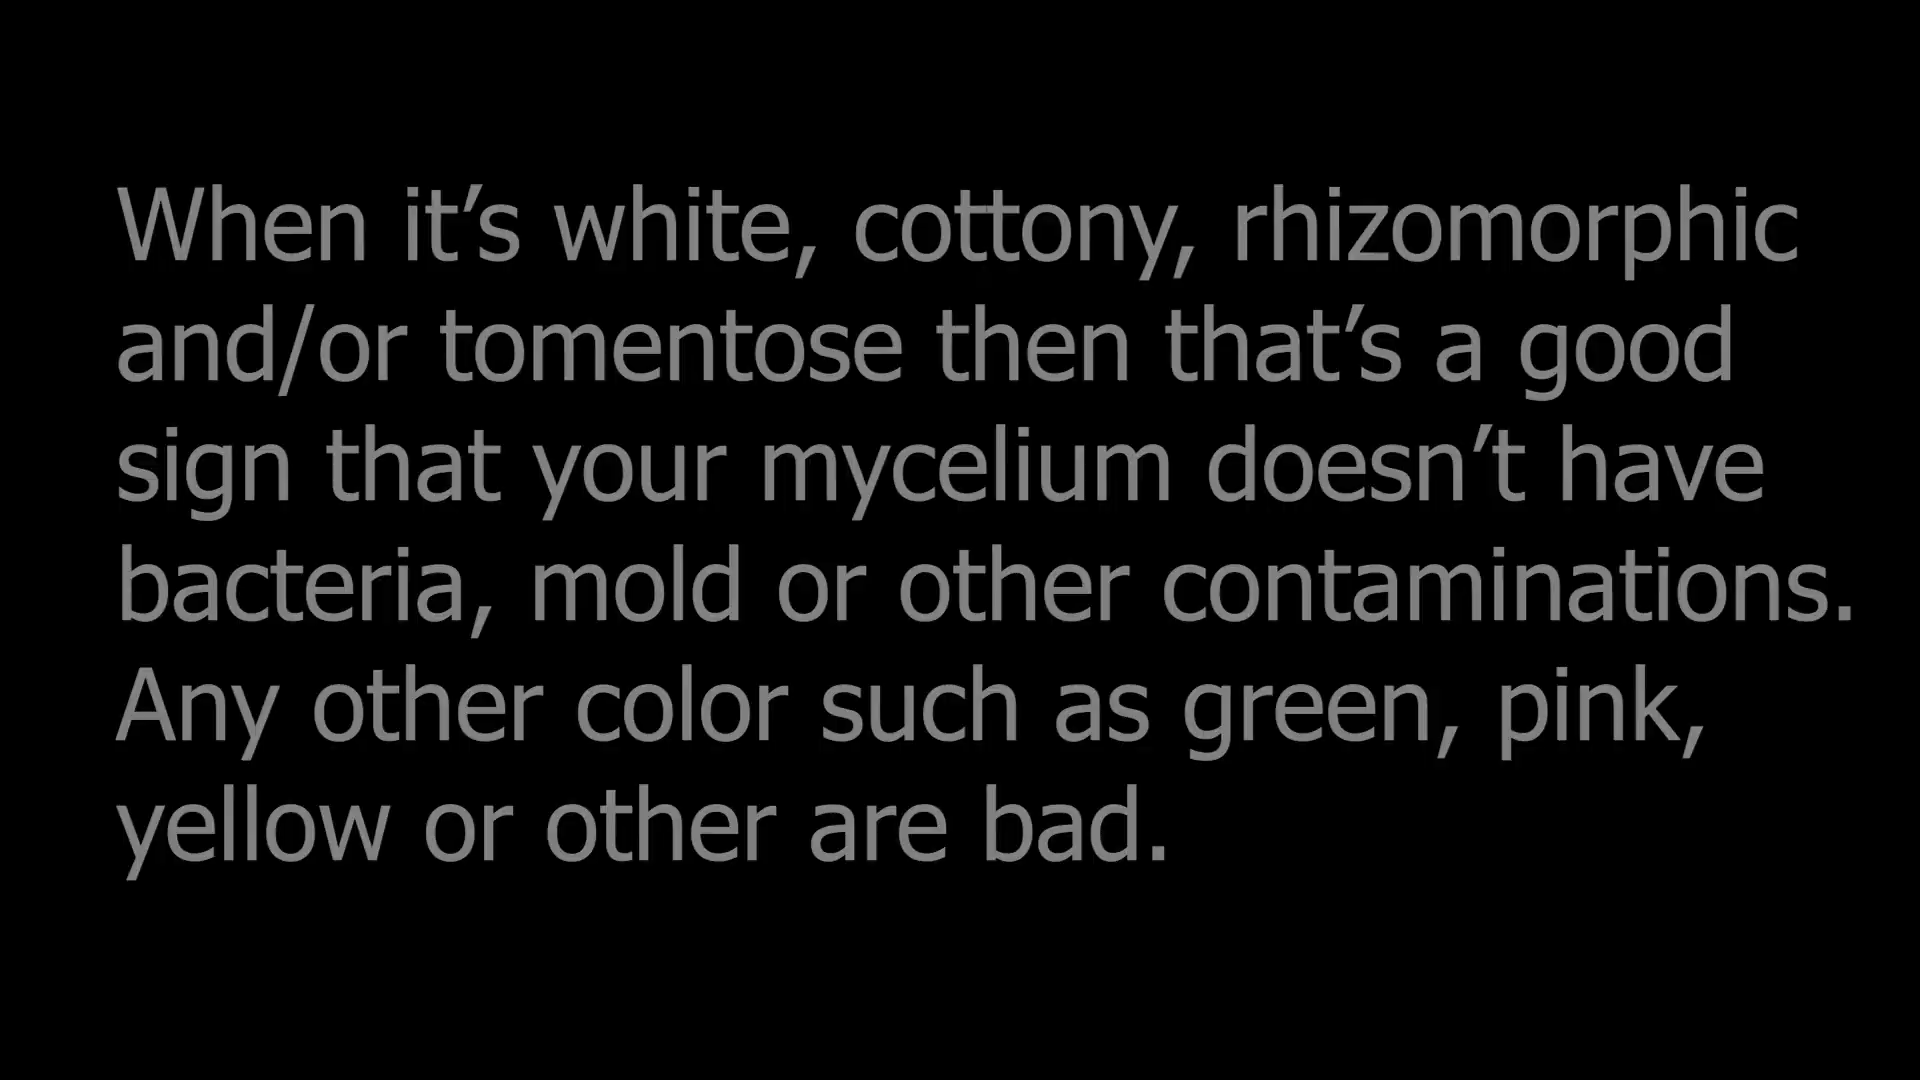 When it’s white, cottony, rhizomorphic
and/or tomentose then that’s a good
sign that your mycelium doesn’t have
bacteria, mold or other contaminations.
Any other color such as green, pink,
yellow or other are bad.